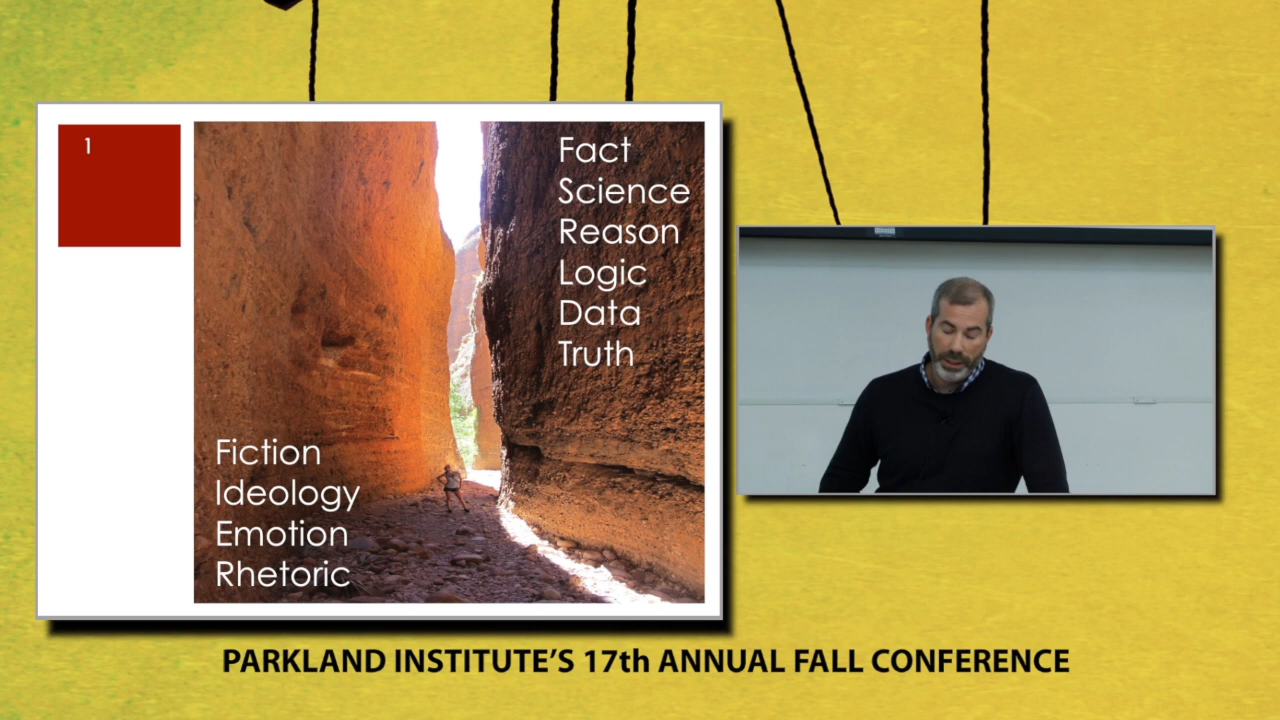 1
Fact
Science
Reason
Logic
Data
Truth
Fiction
Ideology
Emotion
Rhetoric
PARKLAND INSTITUTE'S 17th ANNUAL FALL CONFERENCE